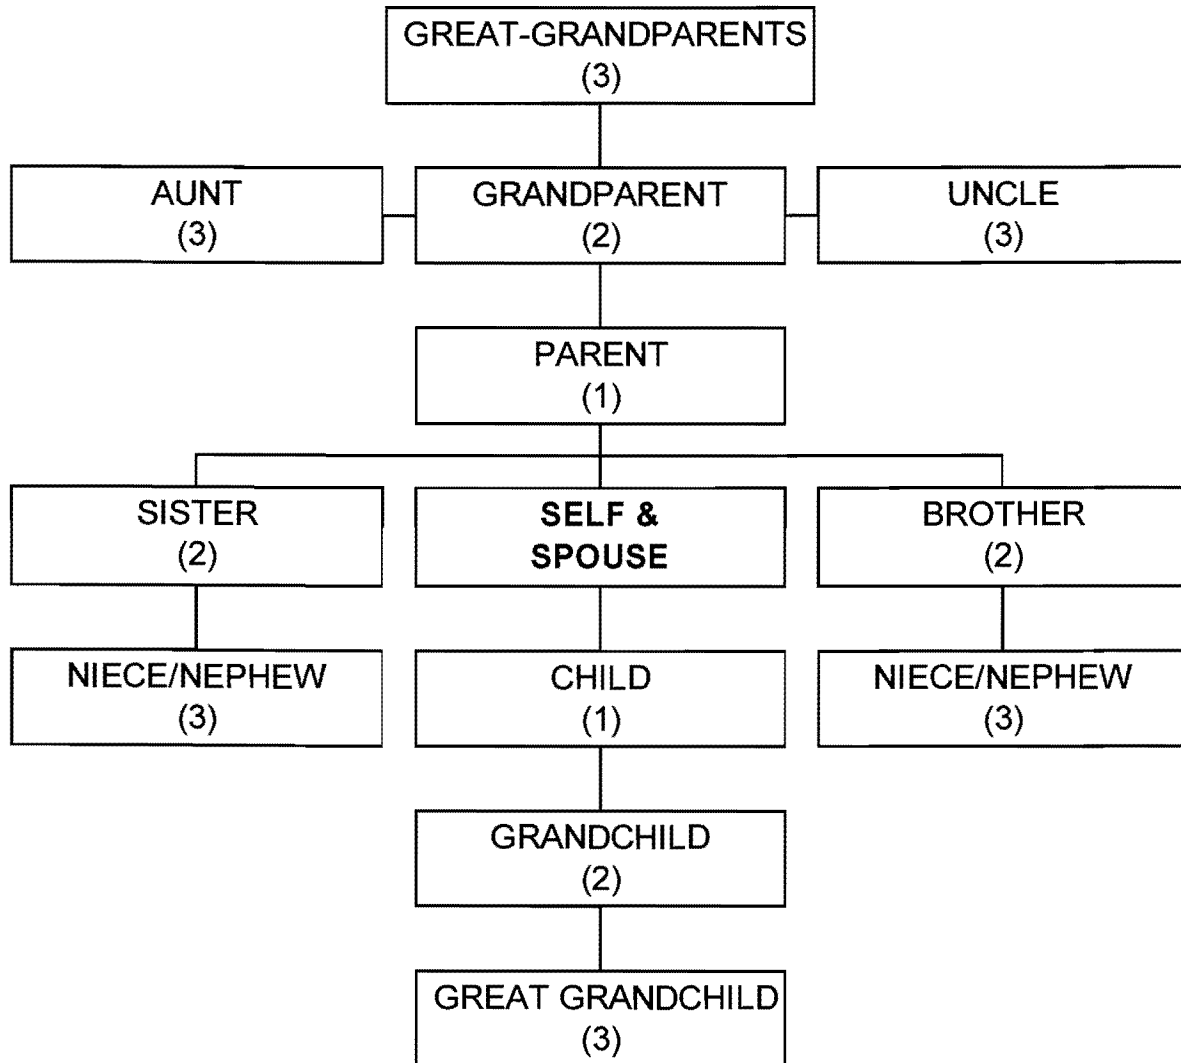 GREAT-GRANDPARENTS
(3)
AUNT
(3)
GRANDPARENT
(2)
UNCLE
(3)
PARENT
(1)
SISTER
(2)
SELF &
SPOUSE
BROTHER
(2)
NIECE/NEPHEW
(3)
CHILD
(1)
NIECE/NEPHEW
(3)
GRANDCHILD
(2)
GREAT GRANDCHILD
(3)